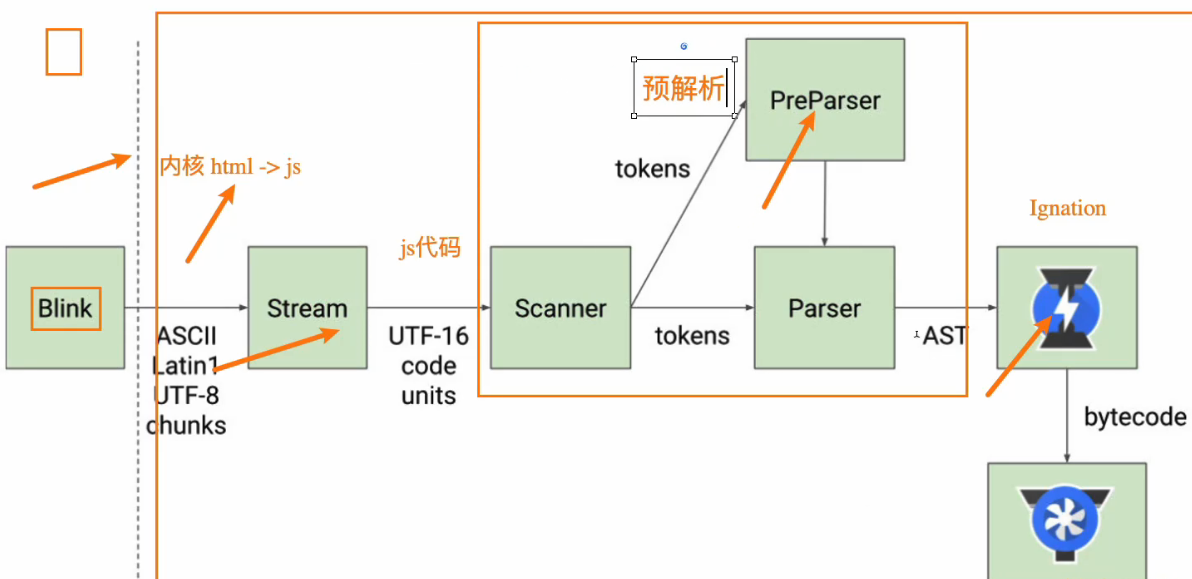 预解析
PreParser
内核 html -> js
tokens
Ignation
js代码
Blink
Stream
Scanner
Parser
ASCII
Latin1
UTF-8
chunks
UTF-16
code
units
tokens
AST
bytecode